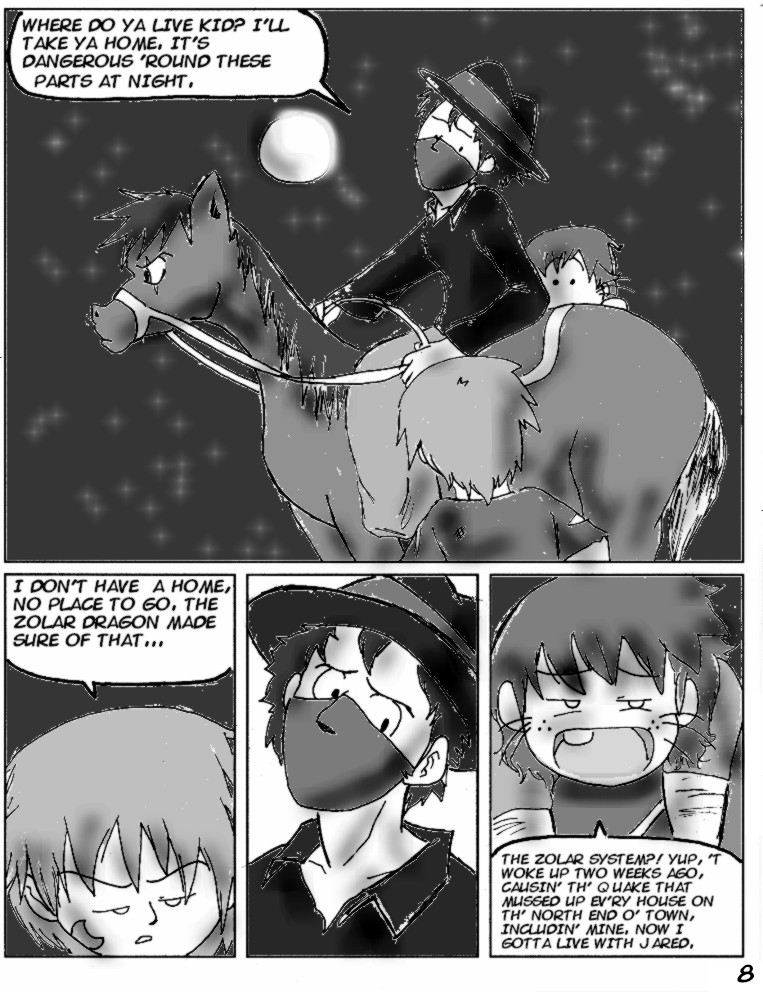 WHERE DO YA LIVE KID? I'LL
TAKE YA HOME. IT'S
DANGEROUS 'ROUND THESE
PARTS AT NIGHT.
I DON'T HAVE A HOME,
NO PLACE TO GO. THE
ZOLAR DRAGON MADE
SURE OF THAT...
THE ZOLAR SYSTEMP! YUP, 'T
WOKE UP TWO WEEKS AGO,
CAUSIN' TH' QUAKE THAT
MUSSED UP EV'RY HOUSE ON
TH' NORTH END O' TOWN,
INCLUDIN' MINE. NOW I
GOTTA LIVE WITH JARED.
8